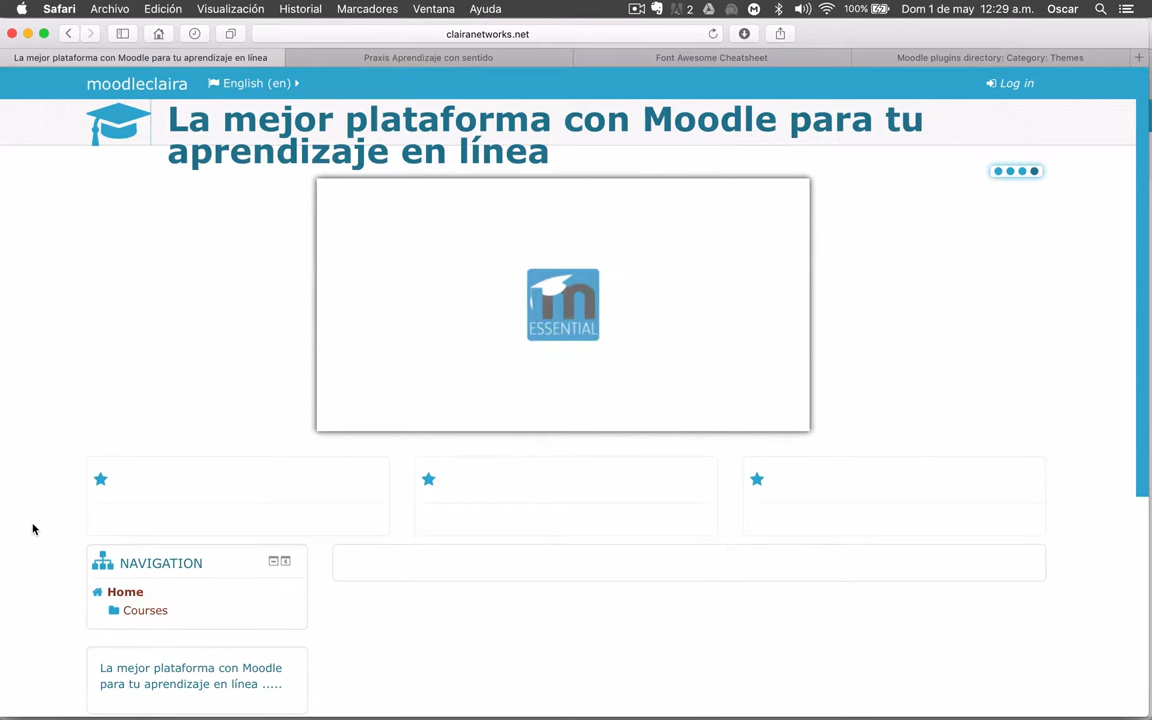 Safari Archivo Edición Visualización Historial Marcadores Ventana Ayuda 2 100% Dom 1 de may 12:29 a.m. Oscar
clairanetworks.net
La mejor plataforma con Moodle para tu aprendizaje en línea Praxis Aprendizaje con sentido Font Awesome Cheatsheet Moodle plugins directory: Category: Themes
moodleclaira English (en) Log in
La mejor plataforma con Moodle para tu
aprendizaje en línea
m
ESSENTIAL
NAVIGATION
Home
Courses
La mejor plataforma con Moodle
para tu aprendizaje en línea .....